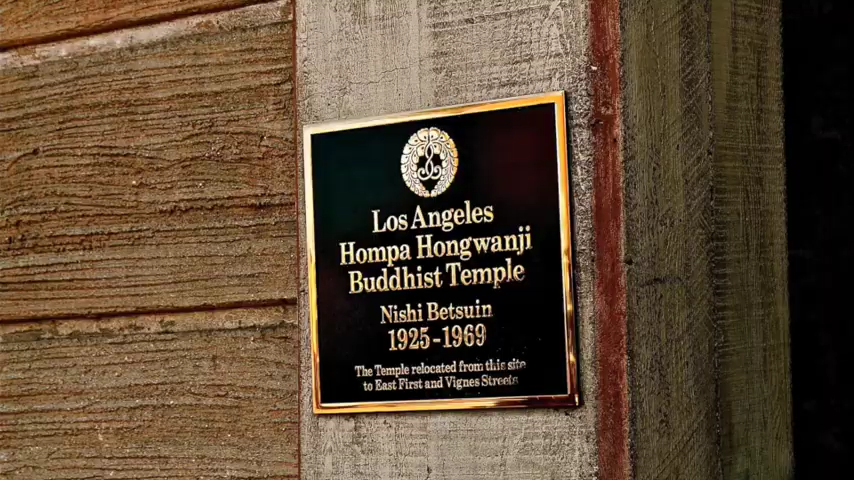 Los Angeles
Hompa Hongwanji
Buddhist Temple
Nishi Betsuin
1925-1969
The Temple relocated from this site
to East First and Vignes Streets